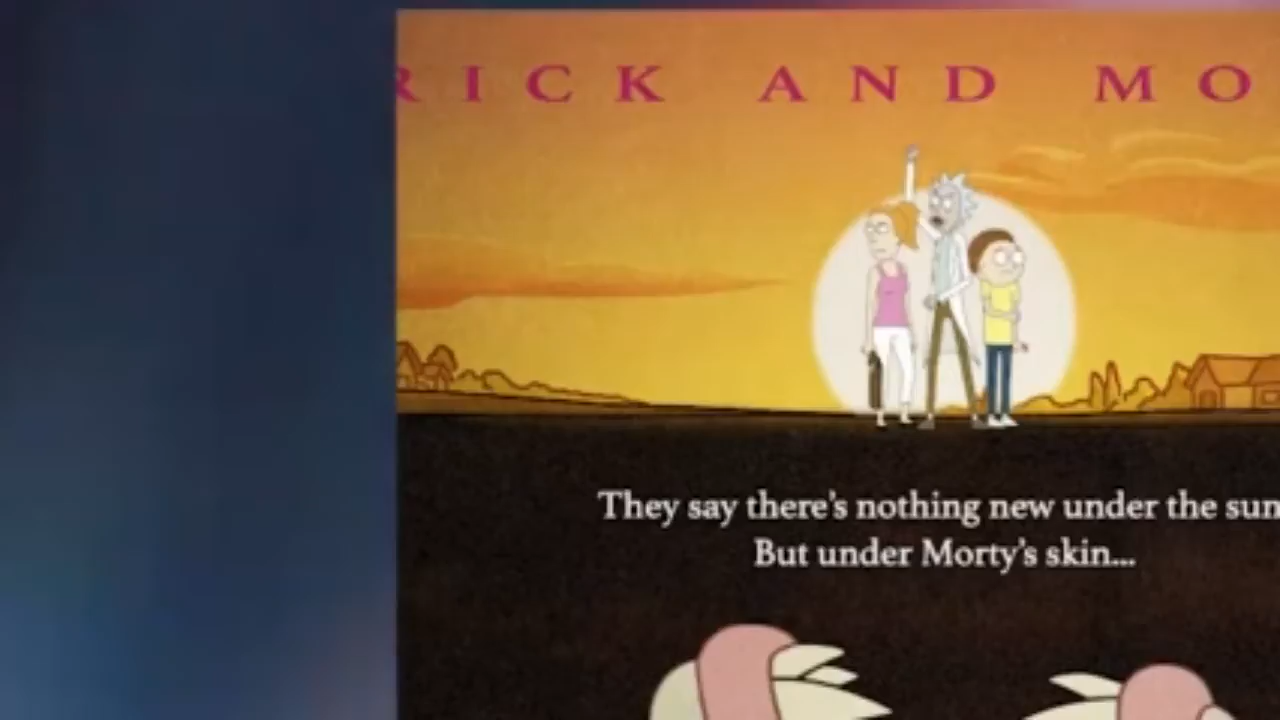 RICK AND MO
They say there's nothing new under the sun
But under Morty's skin...